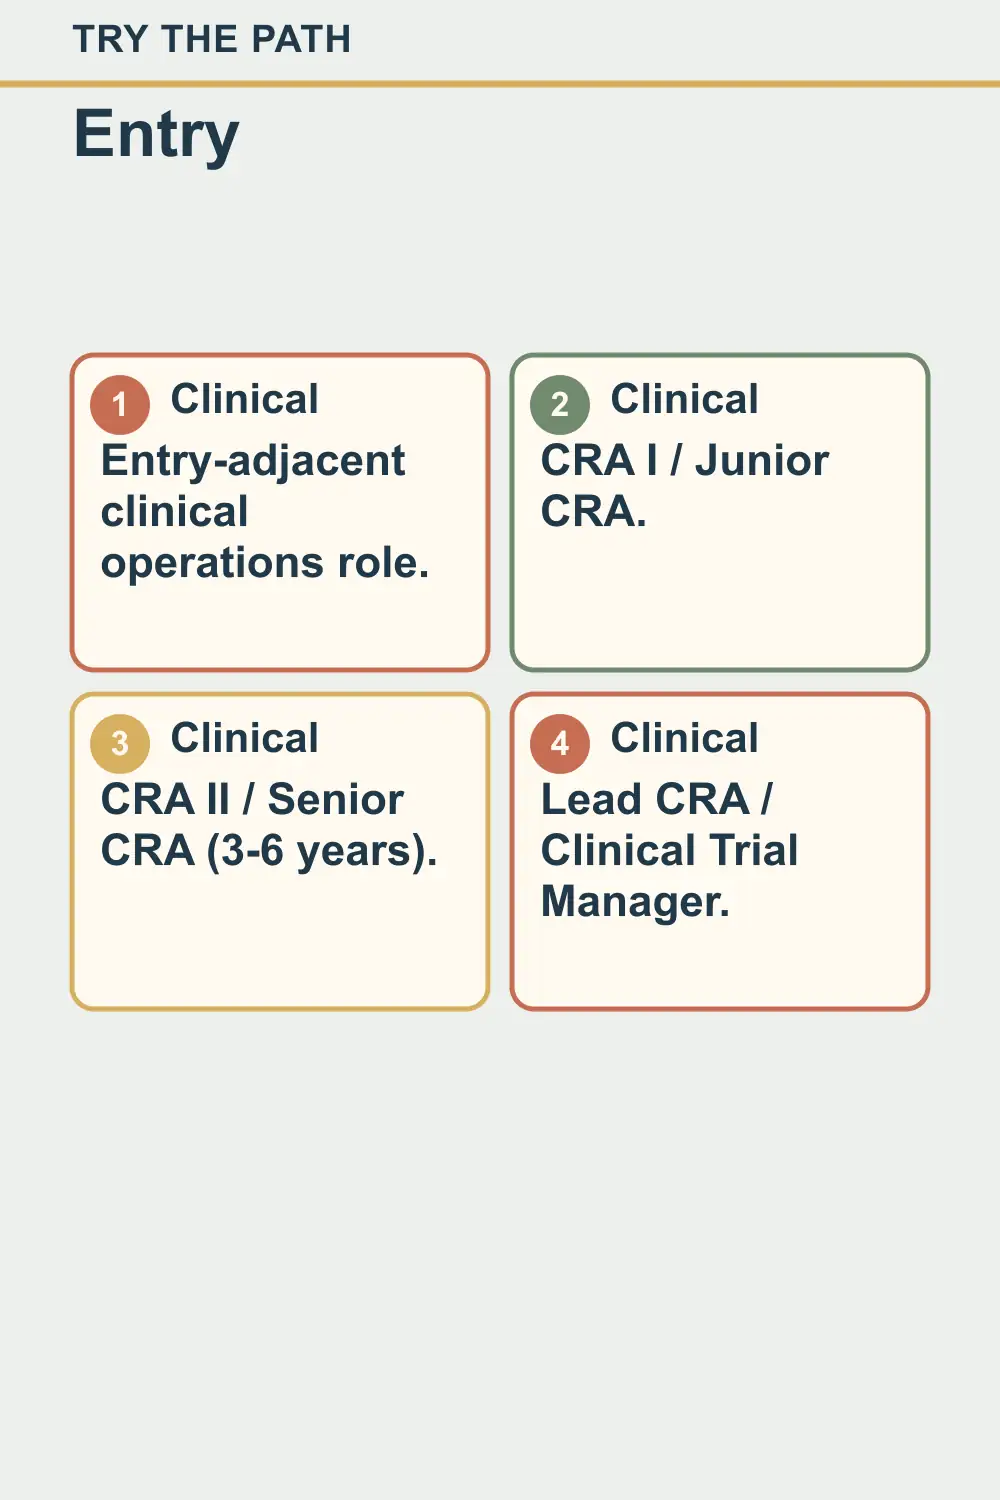 TRY THE PATH
Entry
1 Clinical
Entry-adjacent
clinical
operations role.
2 Clinical
CRA I / Junior
CRA.
3 Clinical
CRA II / Senior
CRA (3-6 years).
4 Clinical
Lead CRA /
Clinical Trial
Manager.